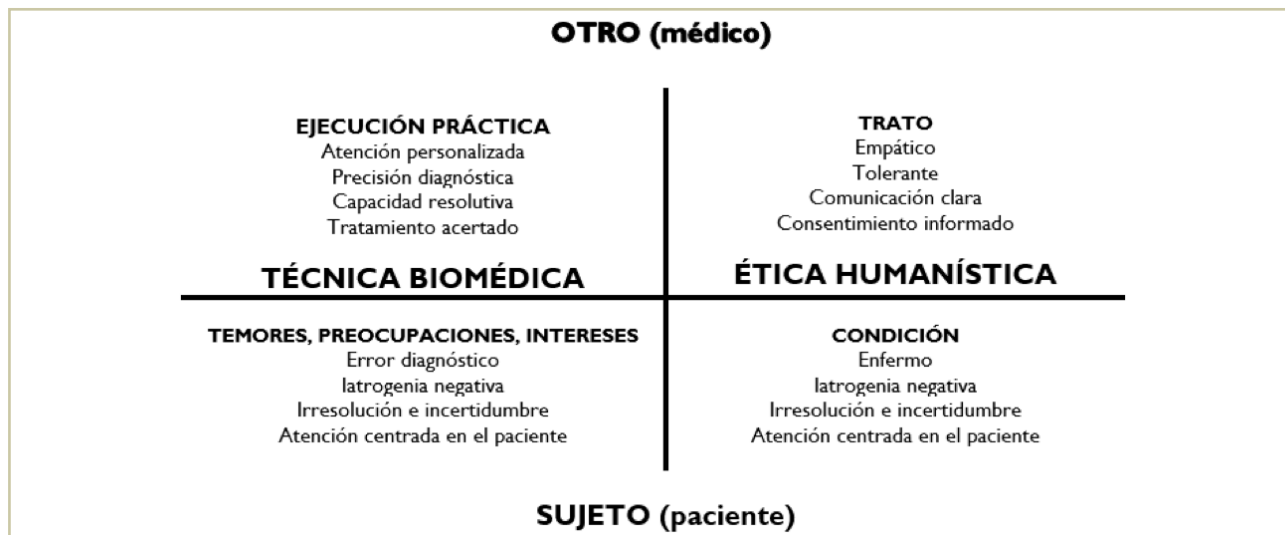 OTRO (médico)
EJECUCIÓN PRÁCTICA
Atención personalizada
Precisión diagnóstica
Capacidad resolutiva
Tratamiento acertado
TRATO
Empático
Tolerante
Comunicación clara
Consentimiento informado
TÉCNICA BIOMÉDICA
ÉTICA HUMANÍSTICA
TEMORES, PREOCUPACIONES, INTERESES
Error diagnóstico
Iatrogenia negativa
Irresolución e incertidumbre
Atención centrada en el paciente
CONDICIÓN
Enfermo
Iatrogenia negativa
Irresolución e incertidumbre
Atención centrada en el paciente
SUJETO (paciente)